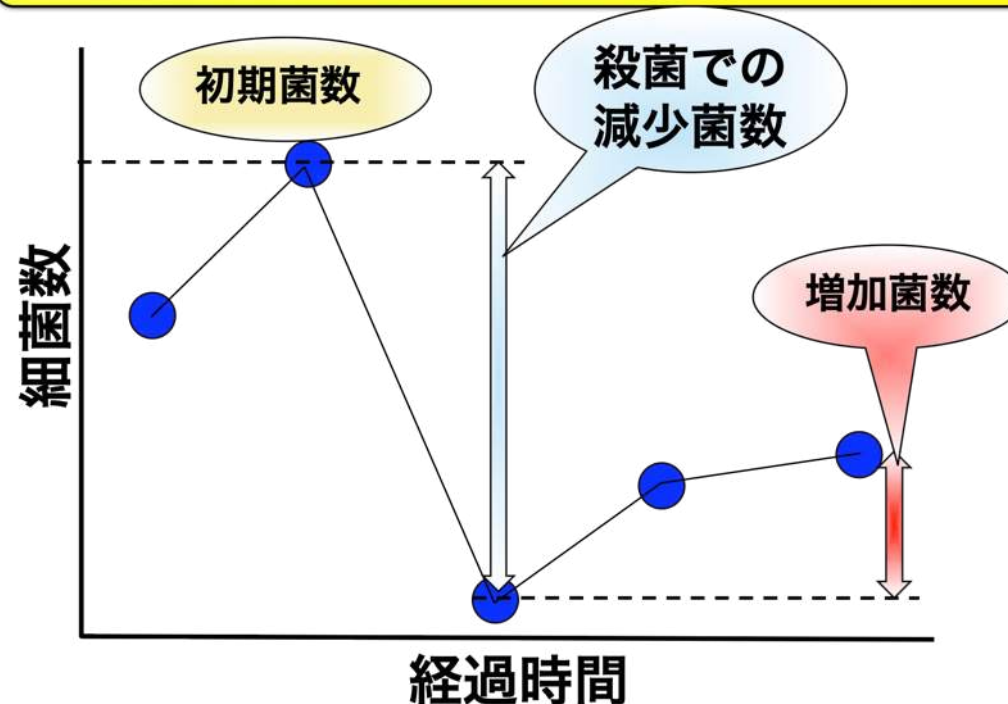 初期菌数
殺菌での
減少菌数
増加菌数
細菌数
経過時間